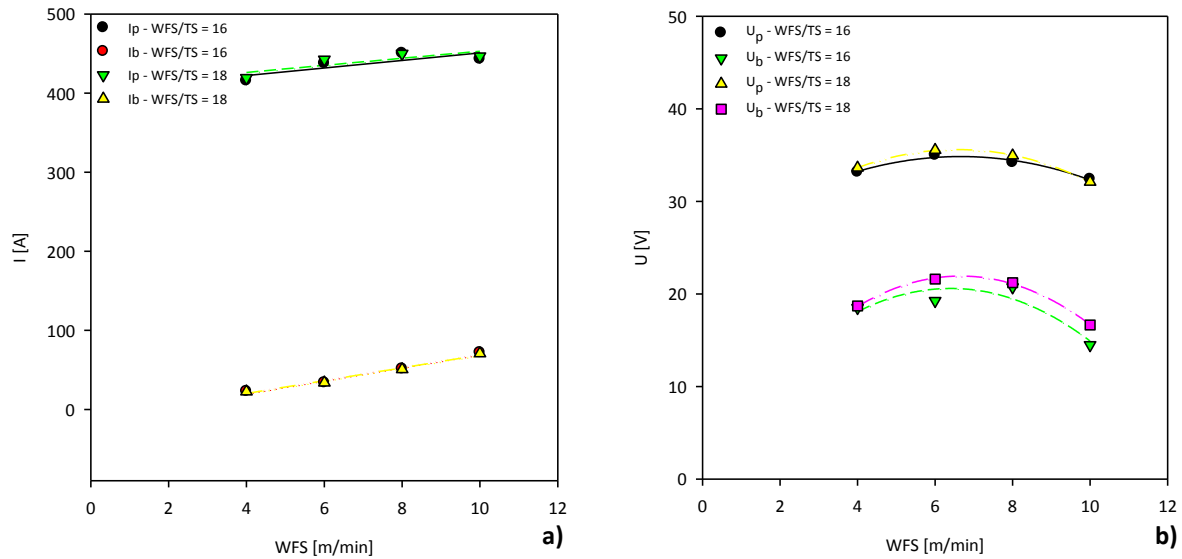 500
400
300
200
100
0
I [A]
Ip - WFS/TS = 16
Ib - WFS/TS = 16
Ip - WFS/TS = 18
Ib - WFS/TS = 18
0 2 4 6 8 10 12
WFS [m/min]
a)
50
40
30
20
10
0
U [V]
Up - WFS/TS = 16
Ub - WFS/TS = 16
Up - WFS/TS = 18
Ub - WFS/TS = 18
0 2 4 6 8 10 12
WFS [m/min]
b)